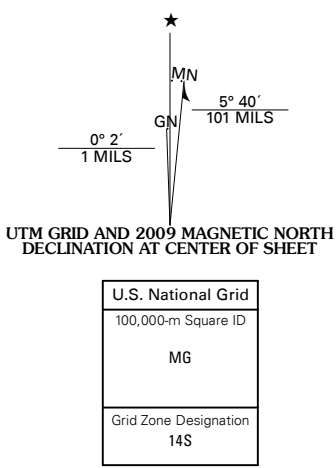 ★
MN
5° 40´
101 MILS
GN
0° 2´
1 MILS
UTM GRID AND 2009 MAGNETIC NORTH
DECLINATION AT CENTER OF SHEET
U.S. National Grid
100,000-m Square ID
MG
Grid Zone Designation
14S